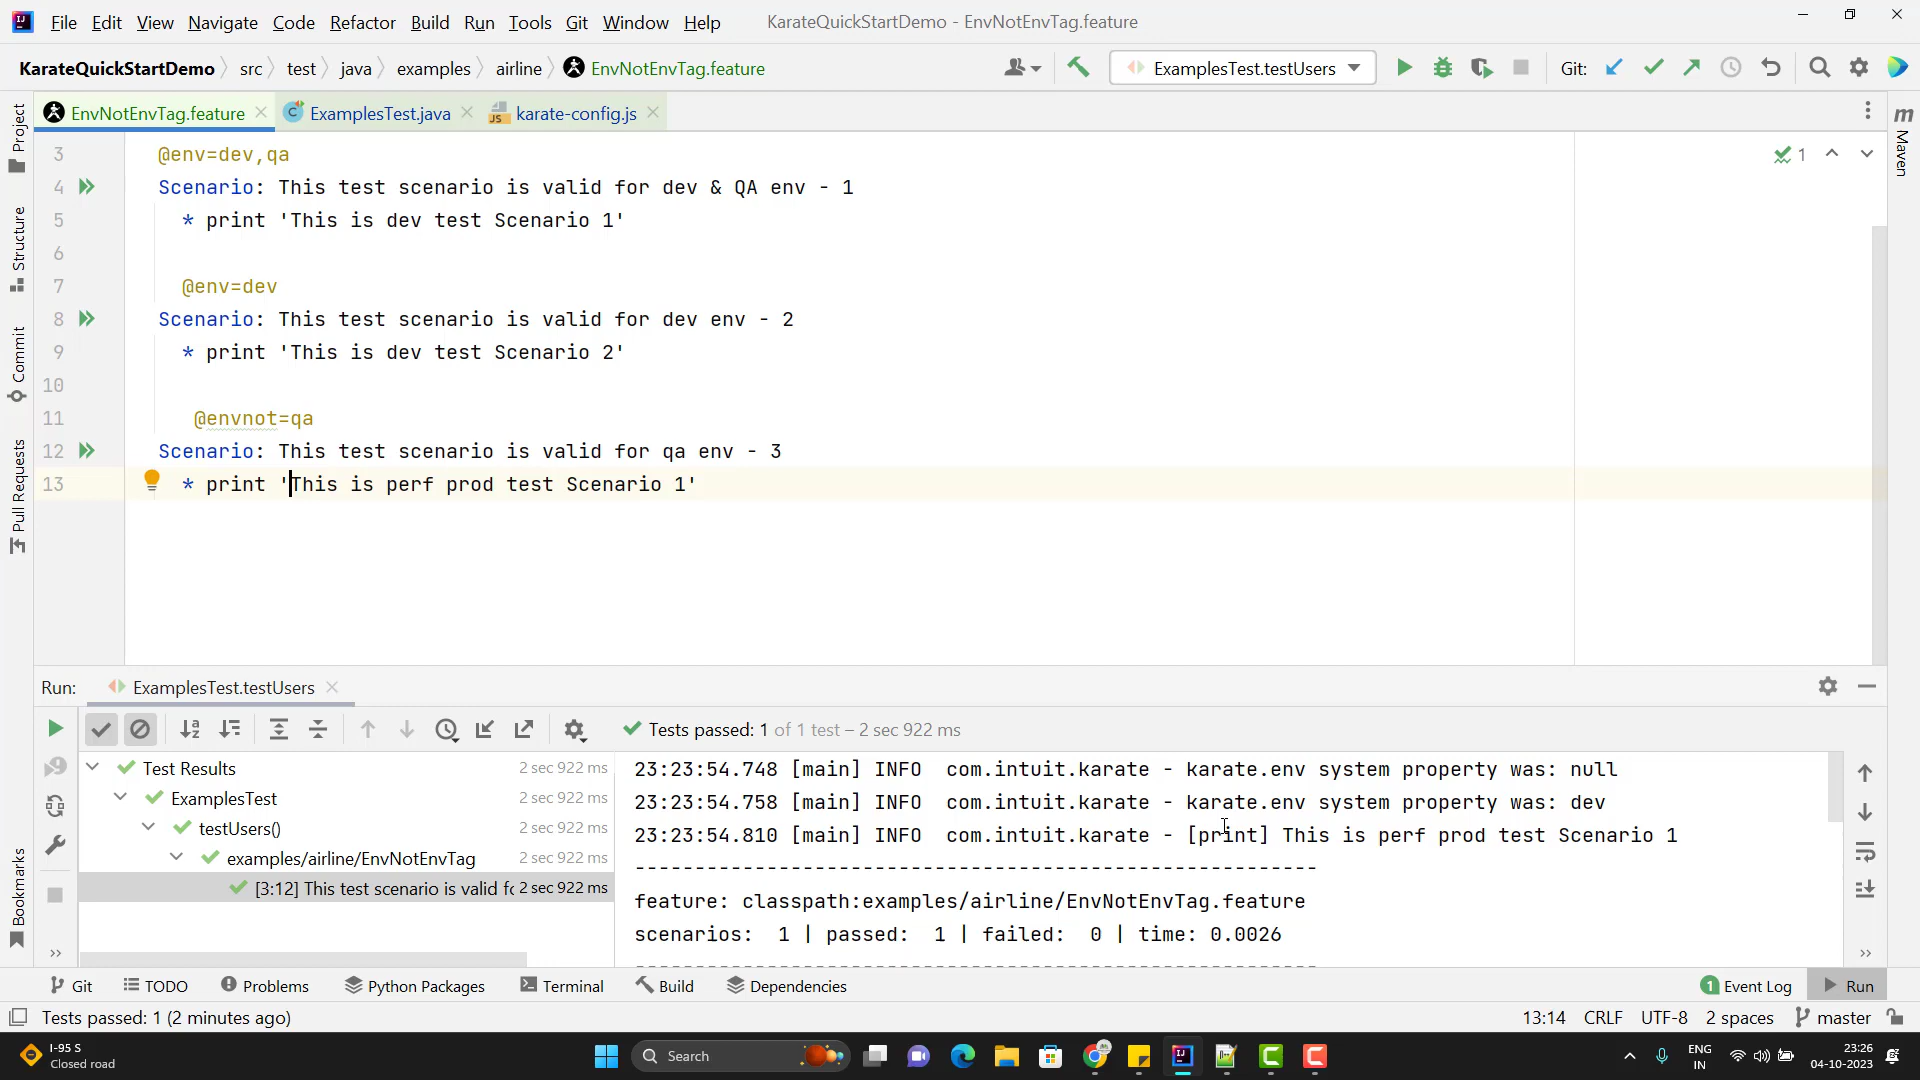 File Edit View Navigate Code Refactor Build Run Tools Git Window Help KarateQuickStartDemo - EnvNotEnvTag.feature
KarateQuickStartDemo src test java examples airline EnvNotEnvTag.feature ExamplesTest.testUsers Git:
EnvNotEnvTag.feature ExamplesTest.java JS karate-config.js
Project
Structure
Commit
Pull Requests
Bookmarks
m Maven
1
3 @env=dev,qa
4 Scenario: This test scenario is valid for dev & QA env - 1
5 * print 'This is dev test Scenario 1'
6
7 @env=dev
8 Scenario: This test scenario is valid for dev env - 2
9 * print 'This is dev test Scenario 2'
10
11 @envnot=qa
12 Scenario: This test scenario is valid for qa env - 3
13 * print 'This is perf prod test Scenario 1'
Run: ExamplesTest.testUsers
Tests passed: 1 of 1 test – 2 sec 922 ms
Test Results 2 sec 922 ms
ExamplesTest 2 sec 922 ms
testUsers() 2 sec 922 ms
examples/airline/EnvNotEnvTag 2 sec 922 ms
[3:12] This test scenario is valid fo 2 sec 922 ms
23:23:54.748 [main] INFO com.intuit.karate - karate.env system property was: null
23:23:54.758 [main] INFO com.intuit.karate - karate.env system property was: dev
23:23:54.810 [main] INFO com.intuit.karate - [print] This is perf prod test Scenario 1
---------------------------------------------------------
feature: classpath:examples/airline/EnvNotEnvTag.feature
scenarios: 1 | passed: 1 | failed: 0 | time: 0.0026
---------------------------------------------------------
Git TODO Problems Python Packages Terminal Build Dependencies 1 Event Log Run
Tests passed: 1 (2 minutes ago) 13:14 CRLF UTF-8 2 spaces master
I-95 S
Closed road
Search
ENG
IN
23:26
04-10-2023